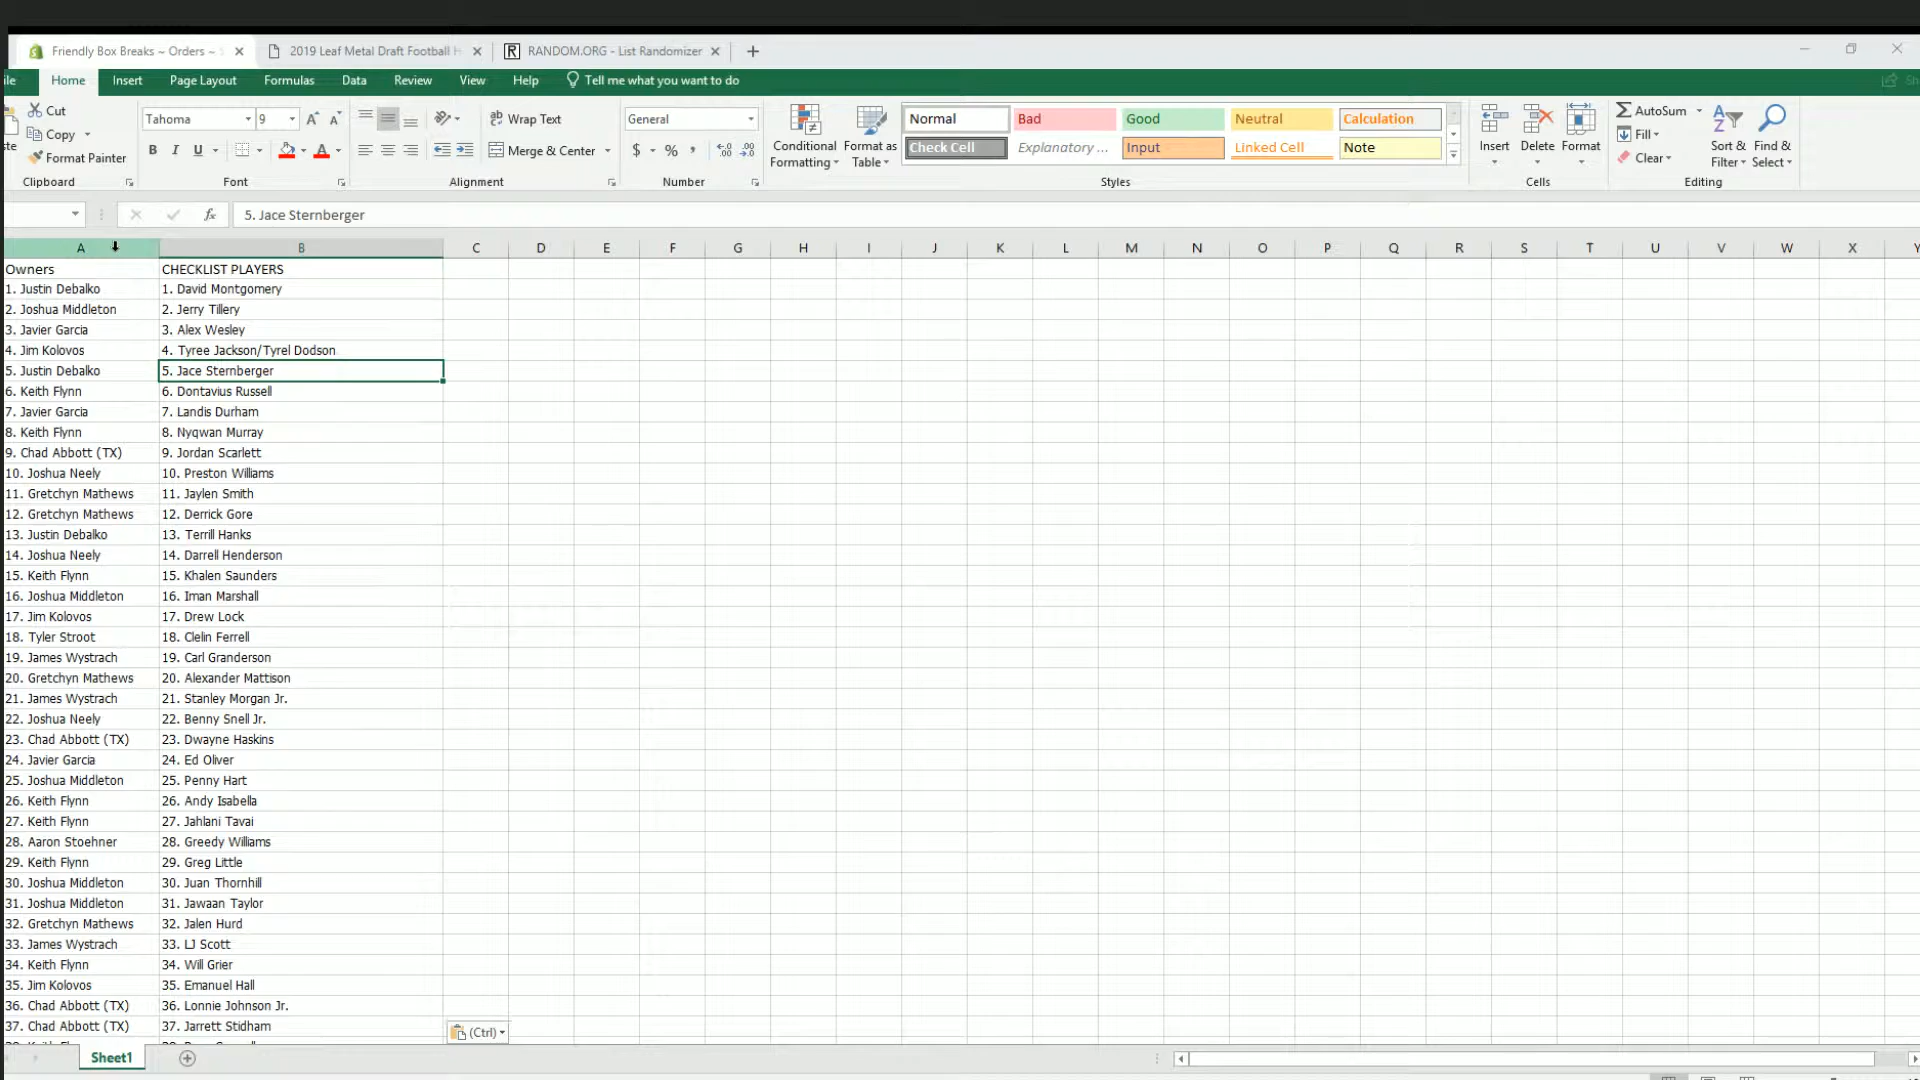 Friendly Box Breaks ~ Orders ~
2019 Leaf Metal Draft Football
RANDOM.ORG - List Randomizer
Home Insert Page Layout Formulas Data Review View Help Tell me what you want to do
Cut
Copy
Format Painter
Clipboard
Tahoma 9
B I U
Font
Wrap Text
Merge & Center
Alignment
General
$ % ,
Number
Conditional Formatting
Format as Table
Normal Bad Good Neutral Calculation
Check Cell Explanatory ... Input Linked Cell Note
Styles
Insert Delete Format
Cells
AutoSum
Fill
Clear
Sort & Filter
Find & Select
Editing
fx 5. Jace Sternberger
A B C D E F G H I J K L M N O P Q R S T U V W X Y
Owners CHECKLIST PLAYERS
1. Justin Debalko 1. David Montgomery
2. Joshua Middleton 2. Jerry Tillery
3. Javier Garcia 3. Alex Wesley
4. Jim Kolovos 4. Tyree Jackson/Tyrel Dodson
5. Justin Debalko 5. Jace Sternberger
6. Keith Flynn 6. Dontavius Russell
7. Javier Garcia 7. Landis Durham
8. Keith Flynn 8. Nyqwan Murray
9. Chad Abbott (TX) 9. Jordan Scarlett
10. Joshua Neely 10. Preston Williams
11. Gretchyn Mathews 11. Jaylen Smith
12. Gretchyn Mathews 12. Derrick Gore
13. Justin Debalko 13. Terrill Hanks
14. Joshua Neely 14. Darrell Henderson
15. Keith Flynn 15. Khalen Saunders
16. Joshua Middleton 16. Iman Marshall
17. Jim Kolovos 17. Drew Lock
18. Tyler Stroot 18. Clelin Ferrell
19. James Wystrach 19. Carl Granderson
20. Gretchyn Mathews 20. Alexander Mattison
21. James Wystrach 21. Stanley Morgan Jr.
22. Joshua Neely 22. Benny Snell Jr.
23. Chad Abbott (TX) 23. Dwayne Haskins
24. Javier Garcia 24. Ed Oliver
25. Joshua Middleton 25. Penny Hart
26. Keith Flynn 26. Andy Isabella
27. Keith Flynn 27. Jahlani Tavai
28. Aaron Stoehner 28. Greedy Williams
29. Keith Flynn 29. Greg Little
30. Joshua Middleton 30. Juan Thornhill
31. Joshua Middleton 31. Jawaan Taylor
32. Gretchyn Mathews 32. Jalen Hurd
33. James Wystrach 33. LJ Scott
34. Keith Flynn 34. Will Grier
35. Jim Kolovos 35. Emanuel Hall
36. Chad Abbott (TX) 36. Lonnie Johnson Jr.
37. Chad Abbott (TX) 37. Jarrett Stidham
(Ctrl)
Sheet1